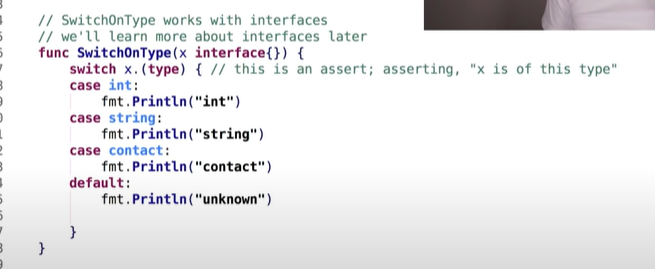 // SwitchOnType works with interfaces
// we'll learn more about interfaces later
func SwitchOnType(x interface{}) {
switch x.(type) { // this is an assert; asserting, "x is of this type"
case int:
fmt.Println("int")
case string:
fmt.Println("string")
case contact:
fmt.Println("contact")
default:
fmt.Println("unknown")
}
}